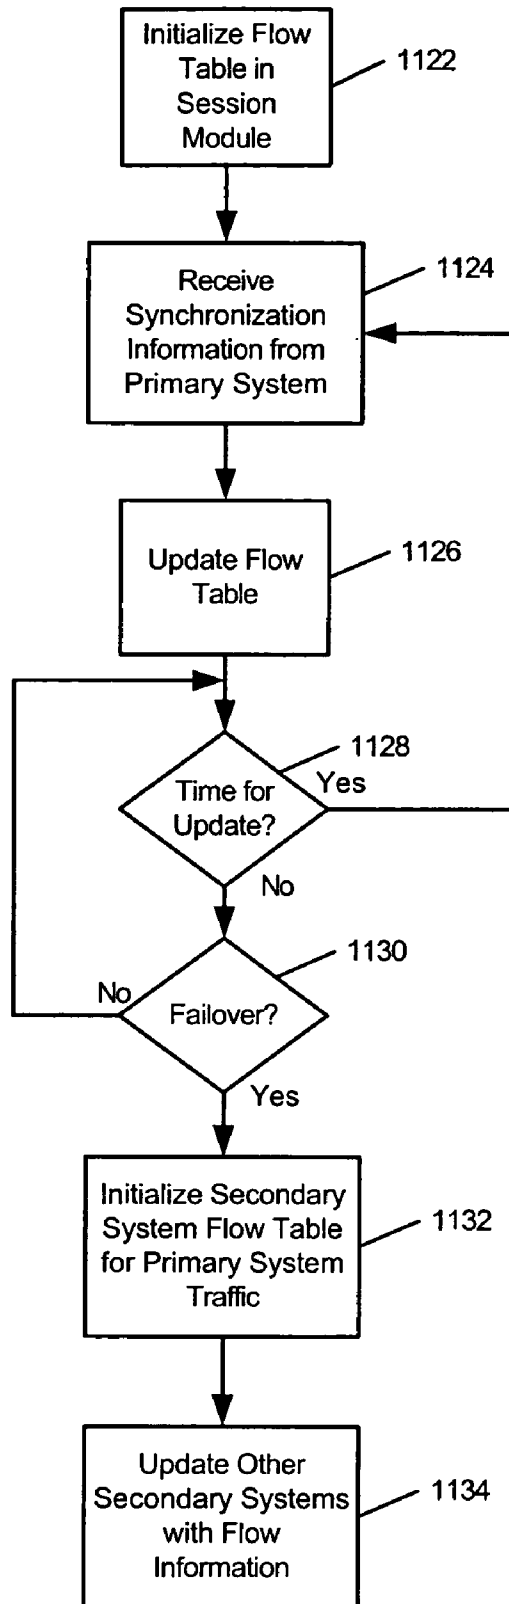 Initialize Flow
Table in
Session
Module
1122
Receive
Synchronization
Information from
Primary System
1124
Update Flow
Table
1126
Time for
Update?
1128
Yes
No
Failover?
1130
No
Yes
Initialize Secondary
System Flow Table
for Primary System
Traffic
1132
Update Other
Secondary Systems
with Flow
Information
1134